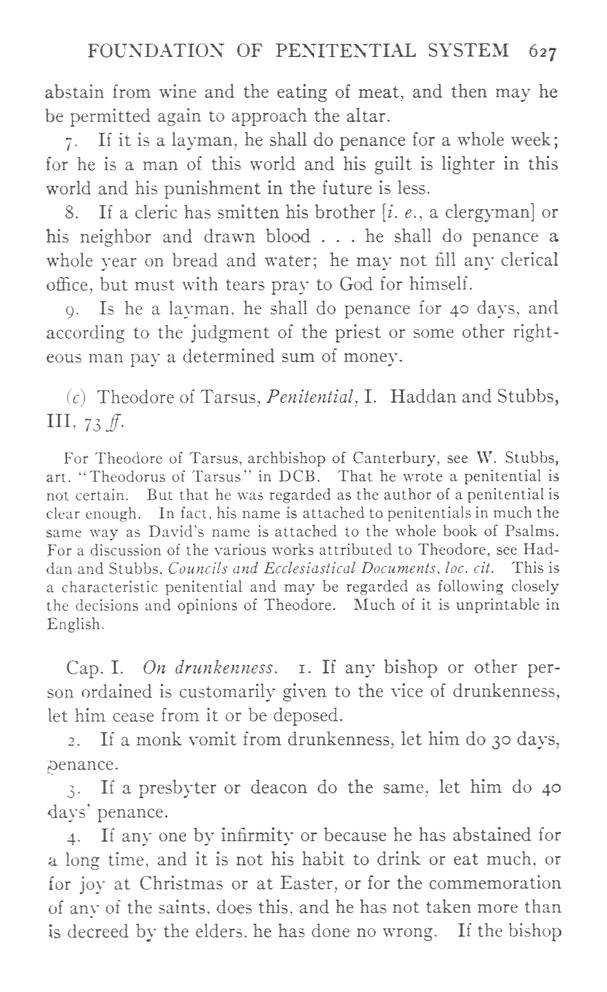 FOUNDATION OF PENITENTIAL SYSTEM 627
abstain from wine and the eating of meat, and then may he
be permitted again to approach the altar.
7. If it is a layman, he shall do penance for a whole week;
for he is a man of this world and his guilt is lighter in this
world and his punishment in the future is less.
8. If a cleric has smitten his brother [i. e., a clergyman] or
his neighbor and drawn blood . . . he shall do penance a
whole year on bread and water; he may not fill any clerical
office, but must with tears pray to God for himself.
9. Is he a layman, he shall do penance for 40 days, and
according to the judgment of the priest or some other right-
eous man pay a determined sum of money.
(c) Theodore of Tarsus, Penitential, I. Haddan and Stubbs,
III, 73 ff.
For Theodore of Tarsus, archbishop of Canterbury, see W. Stubbs,
art. "Theodorus of Tarsus" in DCB. That he wrote a penitential is
not certain. But that he was regarded as the author of a penitential is
clear enough. In fact, his name is attached to penitentials in much the
same way as David's name is attached to the whole book of Psalms.
For a discussion of the various works attributed to Theodore, see Had-
dan and Stubbs, Councils and Ecclesiastical Documents, loc. cit. This is
a characteristic penitential and may be regarded as following closely
the decisions and opinions of Theodore. Much of it is unprintable in
English.
Cap. I. On drunkenness. 1. If any bishop or other per-
son ordained is customarily given to the vice of drunkenness,
let him cease from it or be deposed.
2. If a monk vomit from drunkenness, let him do 30 days,
penance.
3. If a presbyter or deacon do the same, let him do 40
days' penance.
4. If any one by infirmity or because he has abstained for
a long time, and it is not his habit to drink or eat much, or
for joy at Christmas or at Easter, or for the commemoration
of any of the saints, does this, and he has not taken more than
is decreed by the elders, he has done no wrong. If the bishop